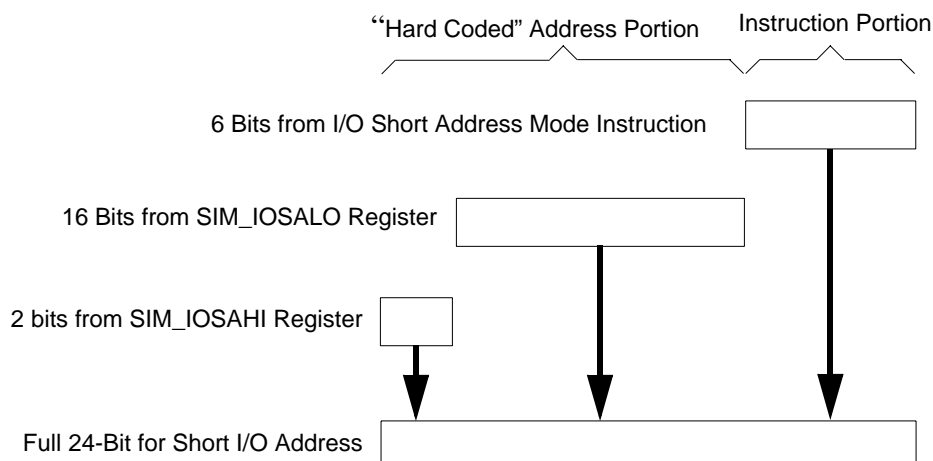 “Hard Coded” Address Portion
Instruction Portion
6 Bits from I/O Short Address Mode Instruction
16 Bits from SIM_IOSALO Register
2 bits from SIM_IOSAHI Register
Full 24-Bit for Short I/O Address